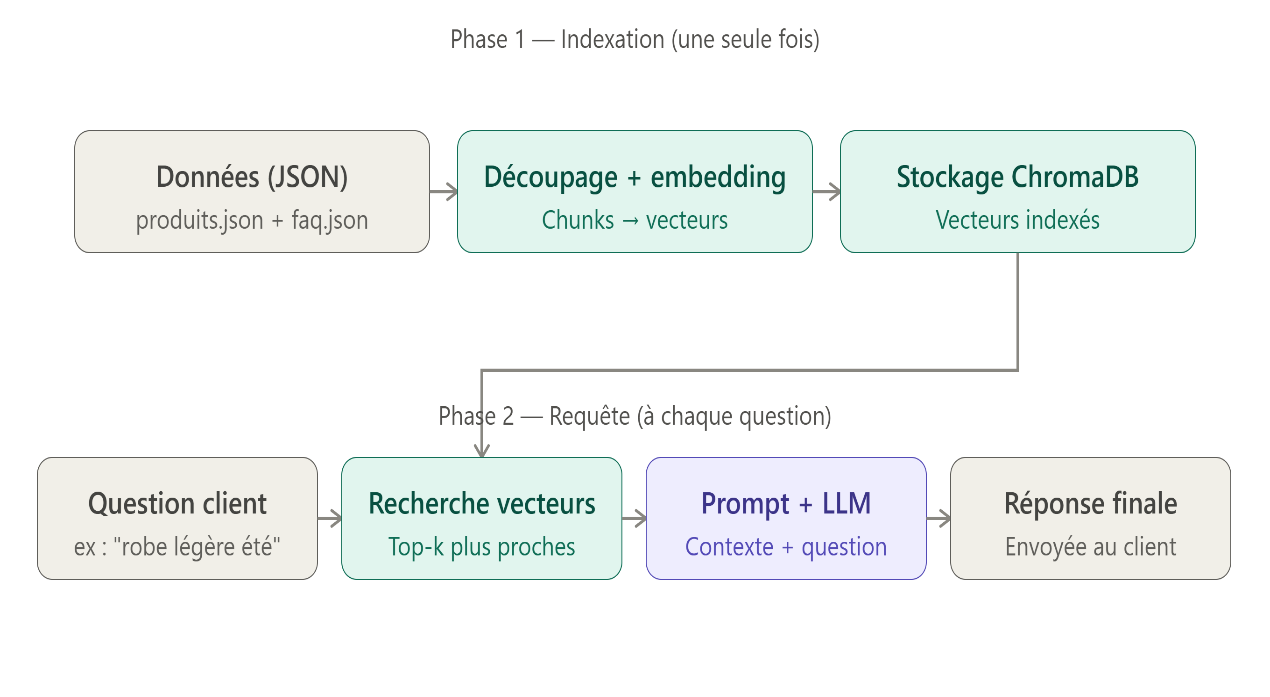 Phase 1 — Indexation (une seule fois)
Données (JSON)
produits.json + faq.json
Découpage + embedding
Chunks → vecteurs
Stockage ChromaDB
Vecteurs indexés
Phase 2 — Requête (à chaque question)
Question client
ex : "robe légère été"
Recherche vecteurs
Top-k plus proches
Prompt + LLM
Contexte + question
Réponse finale
Envoyée au client